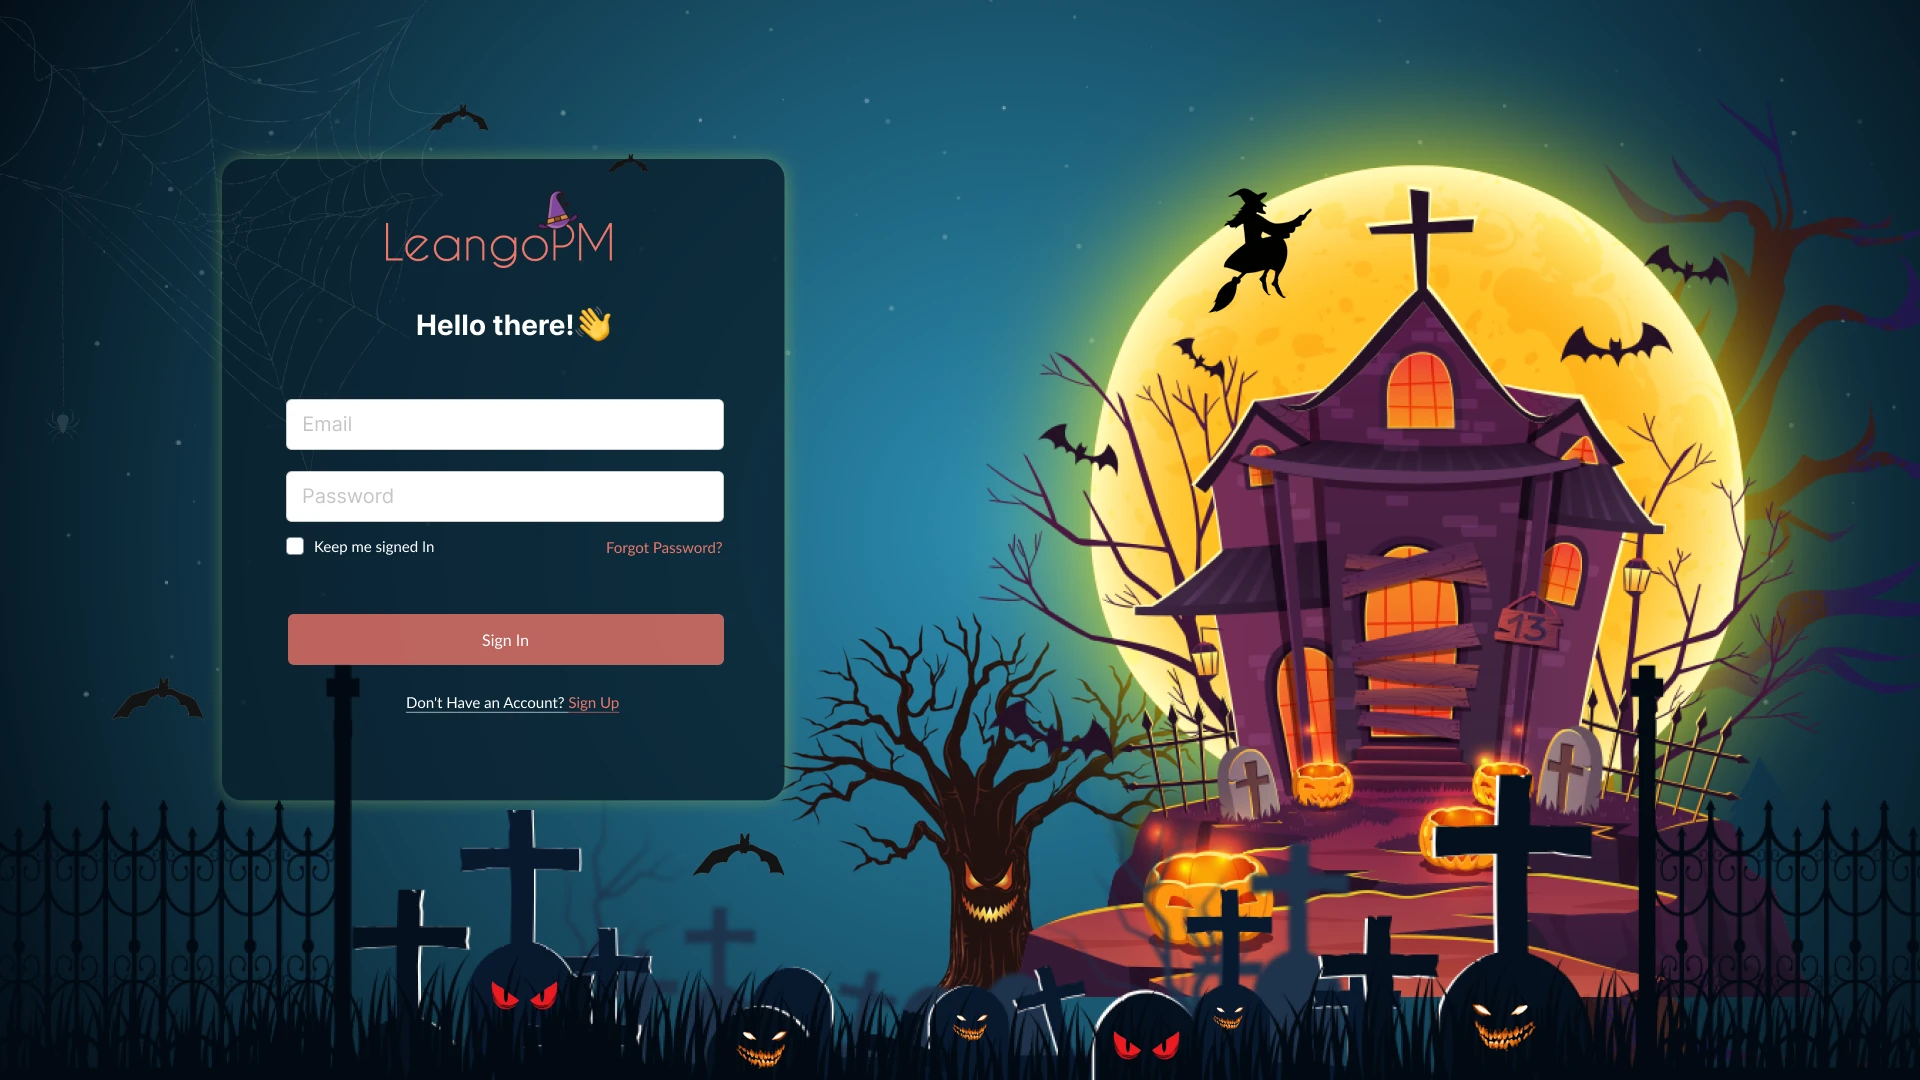 LeangoPM
Hello there!👋
Email
Password
Keep me signed In
Forgot Password?
Sign In
Don't Have an Account? Sign Up
13